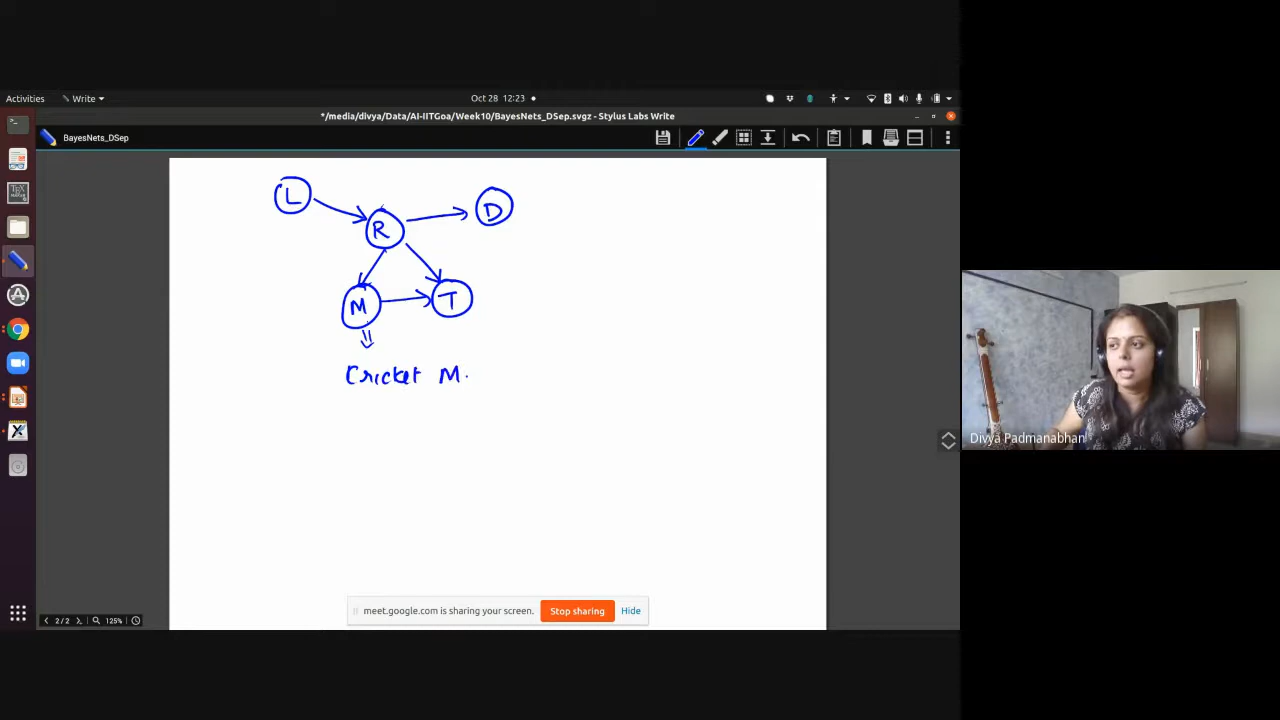 Activities Write Oct 28 12:23
*/media/divya/Data/AI-IITGoa/Week10/BayesNets_DSep.svgz - Stylus Labs Write
BayesNets_DSep
L
D
R
M
T
Cricket M.
Divya Padmanabhan
meet.google.com is sharing your screen. Stop sharing Hide
2/2 125%